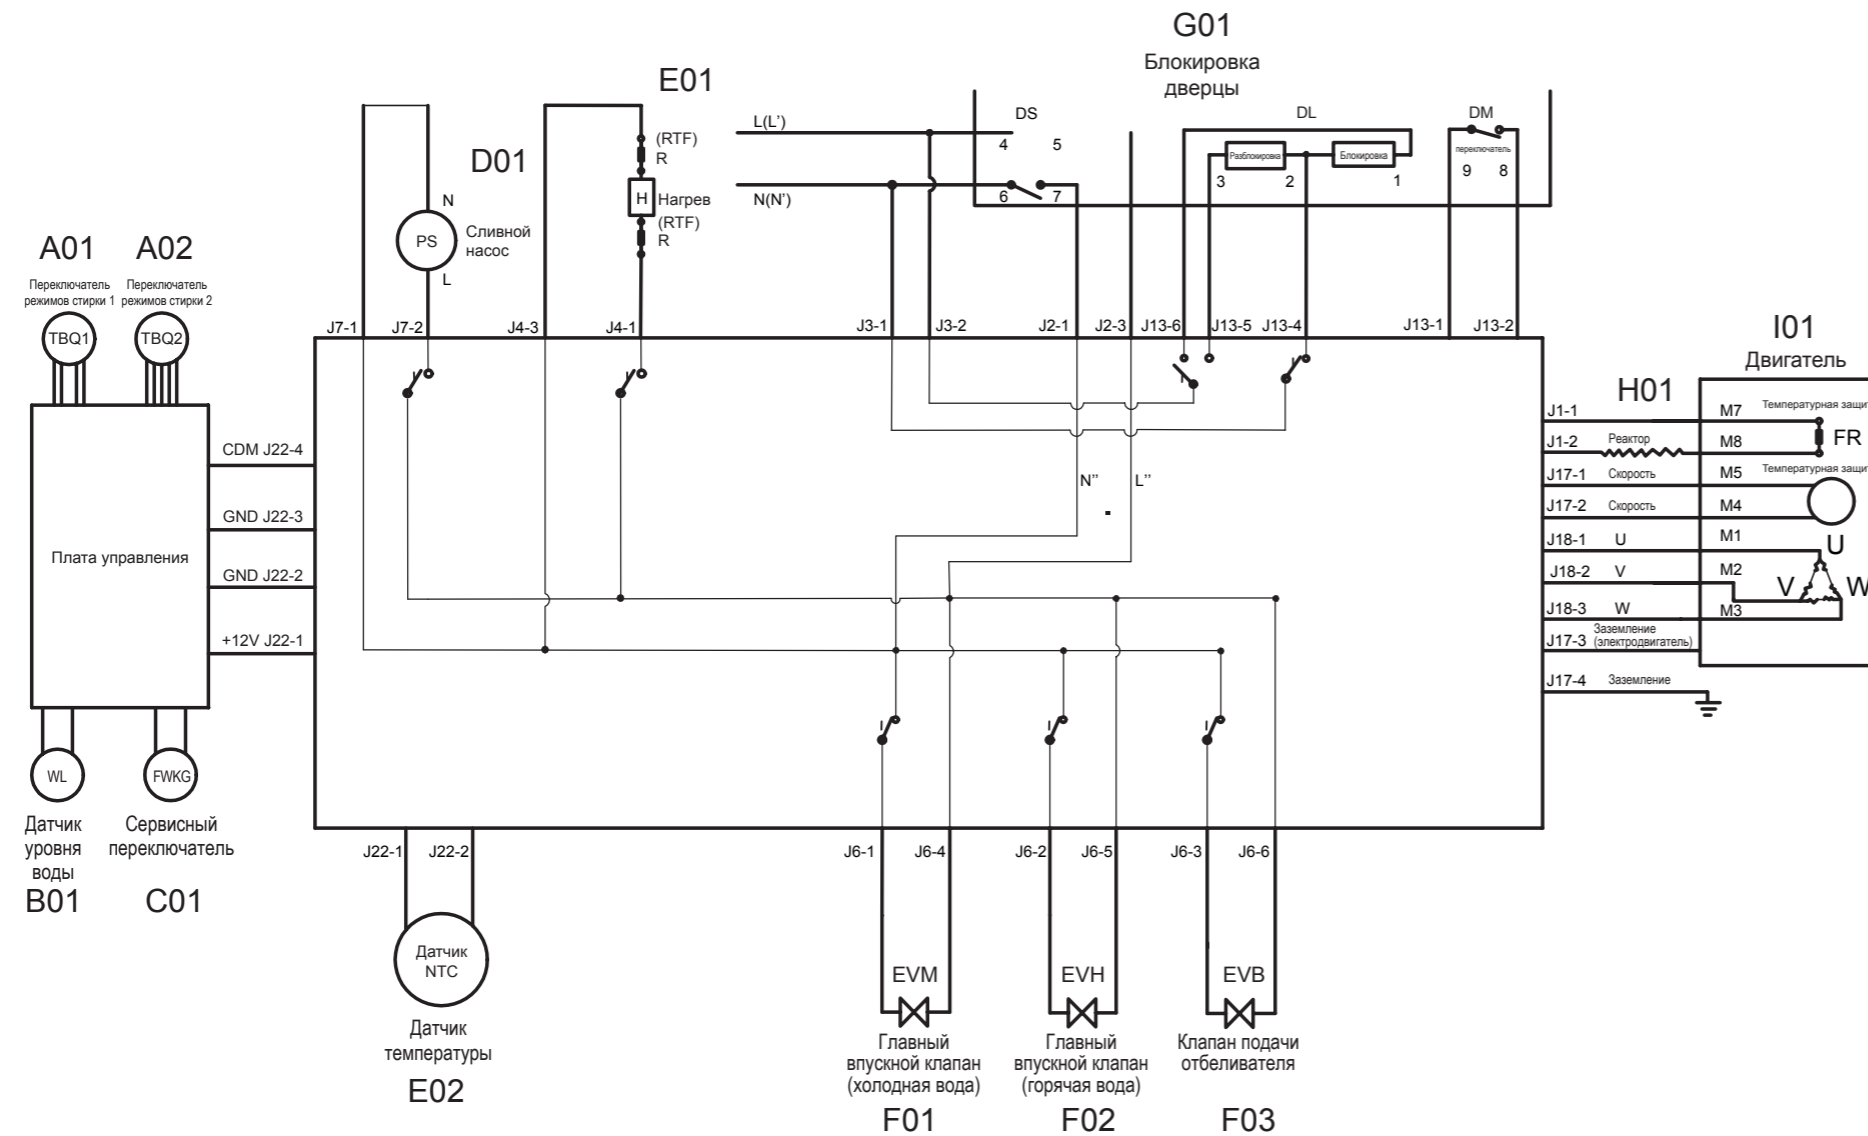 G01
Блокировка
дверцы
E01
L(L')
DS
4
5
DL
DM
(RTF)
R
D01
Разблокировка
Блокировка
переключатель
3
2
1
9
8
N
H
Нагрев
(RTF)
R
N(N')
6
7
PS
Сливной
насос
L
A01
A02
Переключатель
режимов стирки 1
Переключатель
режимов стирки 2
TBQ1
TBQ2
J7-1
J7-2
J4-3
J4-1
J3-1
J3-2
J2-1
J2-3
J13-6
J13-5
J13-4
J13-1
J13-2
I01
Двигатель
H01
J1-1
M7
Температурная защит
FR
J1-2
Реактор
M8
J17-1
Скорость
M5
Температурная защит
J17-2
Скорость
M4
J18-1
U
M1
U
J18-2
V
M2
V
W
J18-3
W
M3
J17-3
Заземление
(электродвигатель)
J17-4
Заземление
CDM J22-4
GND J22-3
Плата управления
GND J22-2
+12V J22-1
N''
L''
WL
FWKG
Датчик
уровня
воды
B01
Сервисный
переключатель
C01
J22-1
J22-2
J6-1
J6-4
J6-2
J6-5
J6-3
J6-6
Датчик
NTC
Датчик
температуры
E02
EVM
EVH
EVB
Главный
впускной клапан
(холодная вода)
F01
Главный
впускной клапан
(горячая вода)
F02
Клапан подачи
отбеливателя
F03